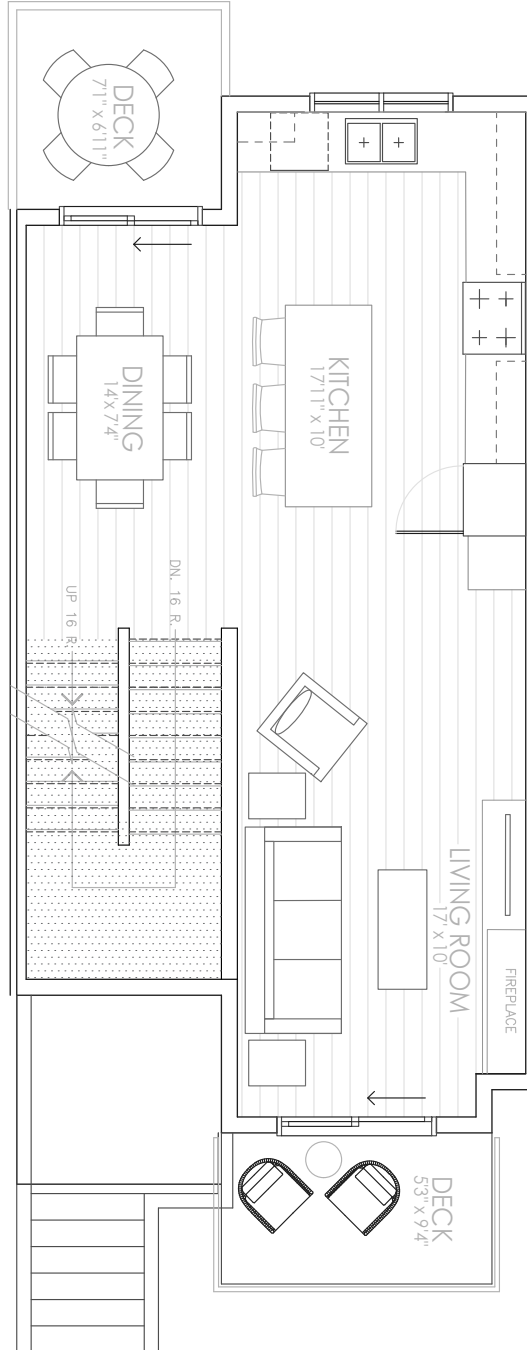 DECK
7'1" x 6'11"
KITCHEN
17'11" x 10'
DINING
14'x 7'4"
DN. 16 R.
UP 16 R.
LIVING ROOM
17' x 10'
FIREPLACE
DECK
5'3" x 9'4"